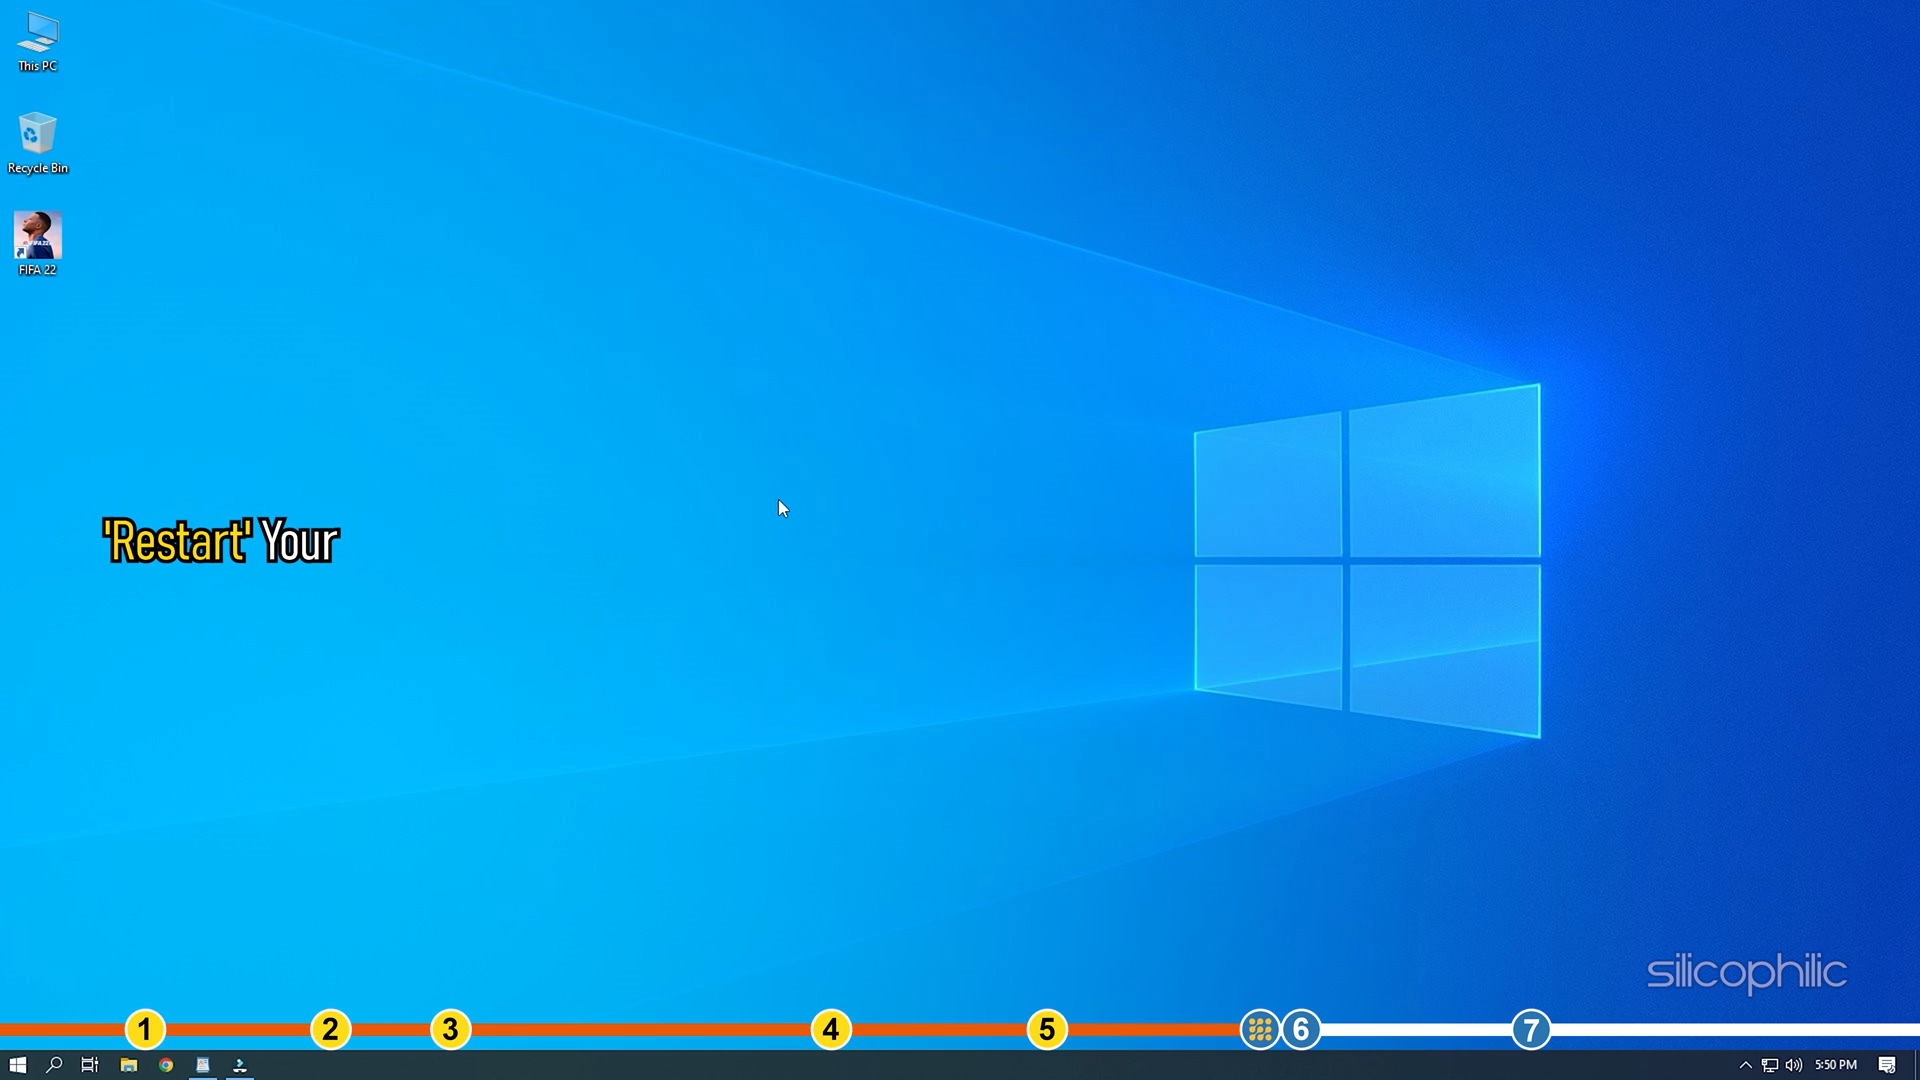 This PC
Recycle Bin
FIFA 22
'Restart' Your
silicophilic
1 2 3 4 5 6 7
5:50 PM